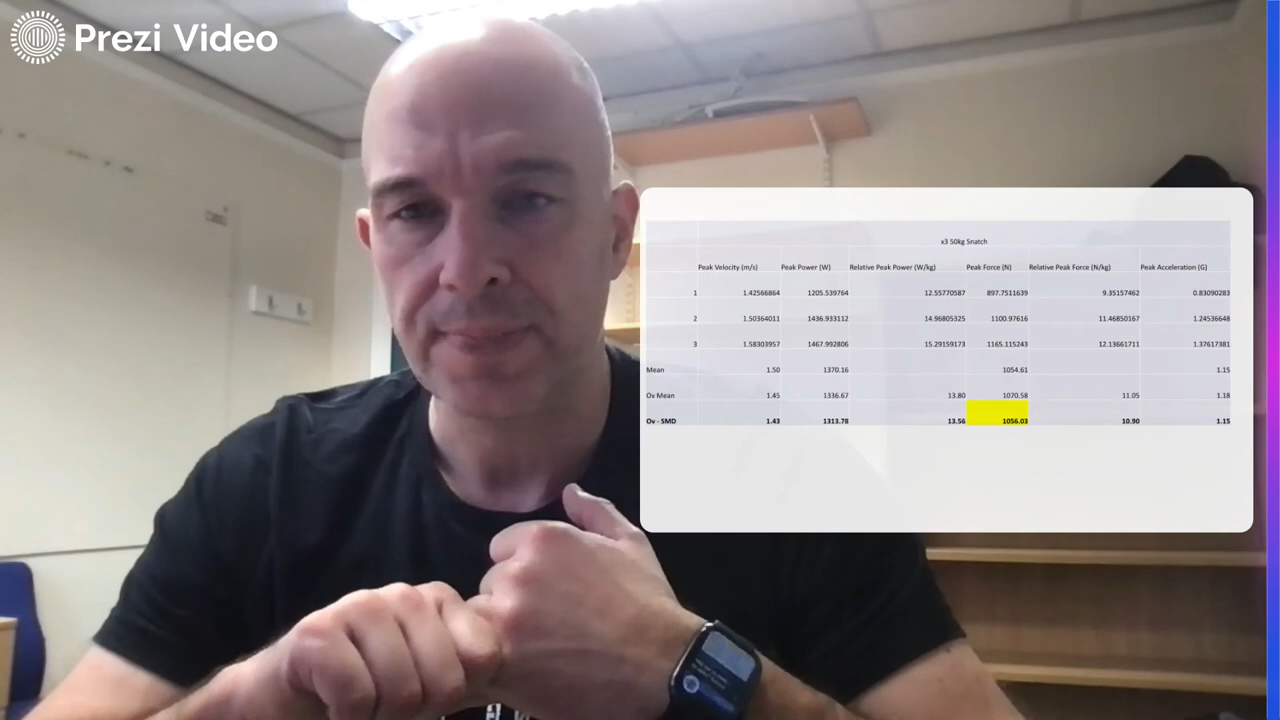 Prezi Video
x3 50kg Snatch
Peak Velocity (m/s) Peak Power (W) Relative Peak Power (W/kg) Peak Force (N) Relative Peak Force (N/kg) Peak Acceleration (G)
1 1.42566864 1205.539764 12.55770587 897.7511639 9.35157462 0.83090283
2 1.50364011 1436.933112 14.96805325 1100.97616 11.46850167 1.24536648
3 1.58303957 1467.992806 15.29159173 1165.115243 12.13661711 1.37617381
Mean 1.50 1370.16 1054.61 1.15
Ov Mean 1.45 1336.67 13.80 1070.58 11.05 1.18
Ov - SMD 1.43 1313.78 13.56 1056.03 10.90 1.15